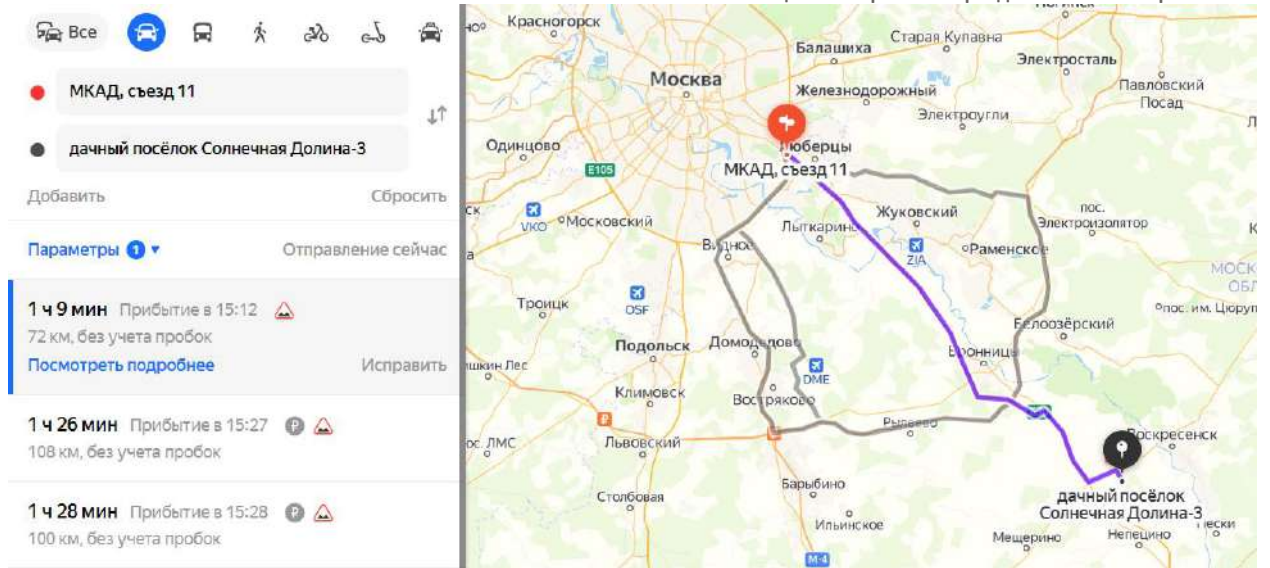 Все
МКАД, съезд 11
дачный посёлок Солнечная Долина-3
Добавить
Сбросить
Параметры 1
Отправление сейчас
1 ч 9 мин Прибытие в 15:12
72 км, без учета пробок
Посмотреть подробнее
Исправить
1 ч 26 мин Прибытие в 15:27
108 км, без учета пробок
1 ч 28 мин Прибытие в 15:28
100 км, без учета пробок
Красногорск
Балашиха
Старая Купавна
Электросталь
Москва
Железнодорожный
Павловский
Посад
Электроугли
Одинцово
E105
МКАД, съезд 11
VKO
Московский
Лыткарино
Жуковский
пос.
Электроизолятор
Видное
ZIA
Раменское
Троицк
OSF
пос. им. Цюруп
Белоозёрский
Подольск
Домодедово
Бронницы
DME
Климовск
Востряково
Львовский
Воскресенск
Столбовая
Барыбино
дачный посёлок
Солнечная Долина-3
Ильинское
Мещерино
Непецино
М-4